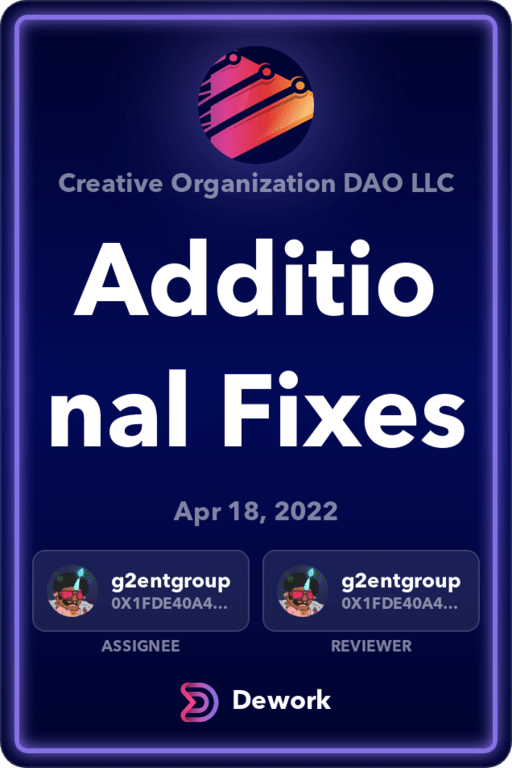 Creative Organization DAO LLC
Additio
nal Fixes
Apr 18, 2022
g2entgroup
0X1FDE40A4...
ASSIGNEE
g2entgroup
0X1FDE40A4...
REVIEWER
Dework